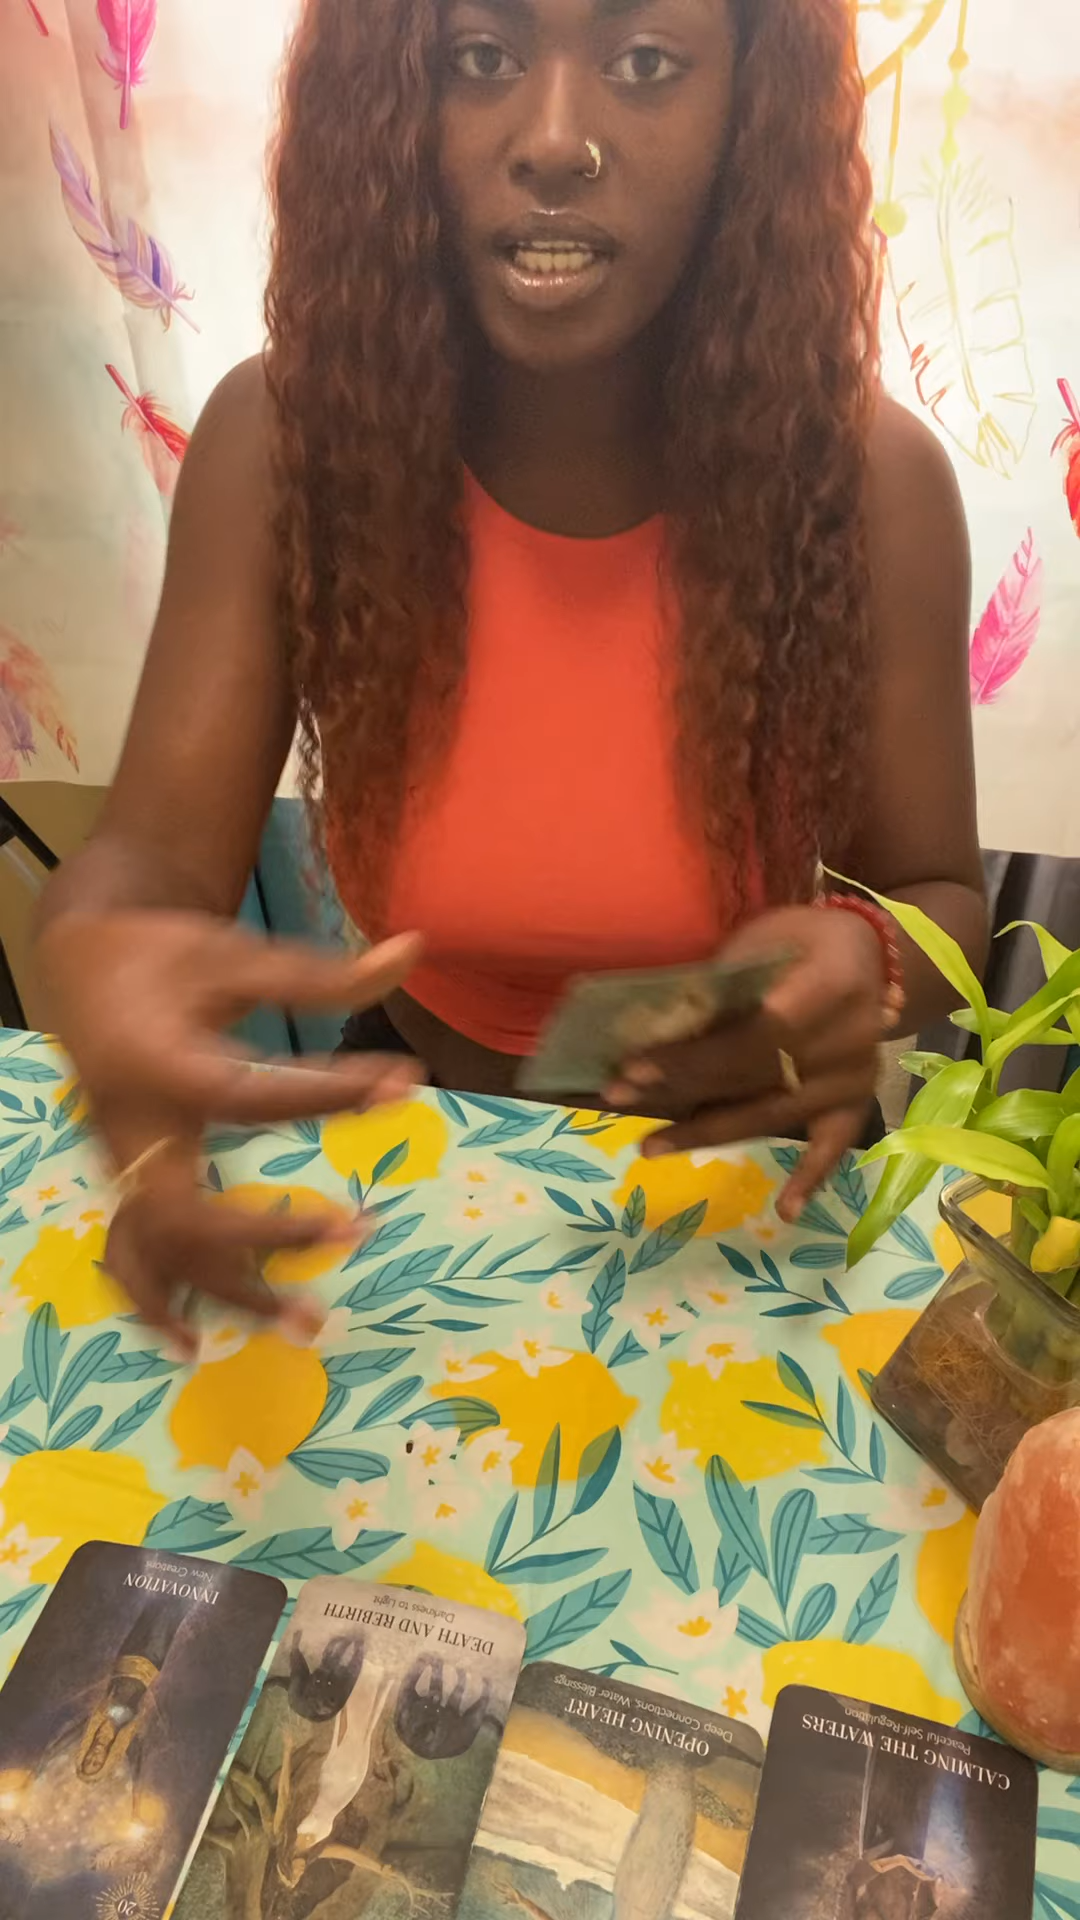 INNOVATION
New Creations
20
DEATH AND REBIRTH
Darkness to Light
OPENING HEART
Deep Connections, Water Blessings
CALMING THE WATERS
Peaceful Self-Regulation